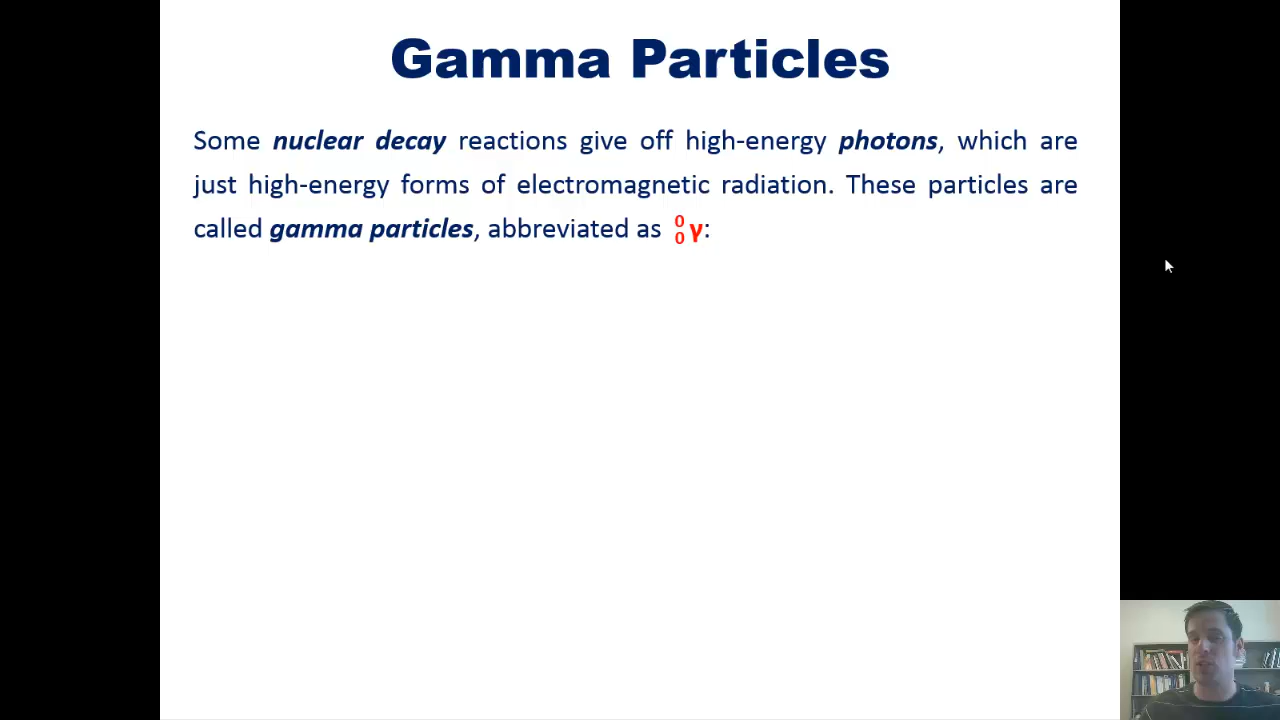 Gamma Particles
Some nuclear decay reactions give off high-energy photons, which are
just high-energy forms of electromagnetic radiation. These particles are
called gamma particles, abbreviated as ⁰₀γ: